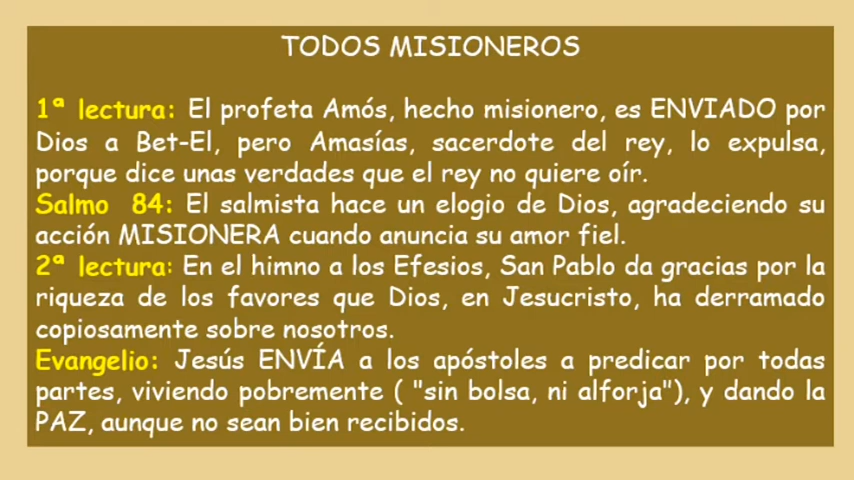 TODOS MISIONEROS
1ª lectura: El profeta Amós, hecho misionero, es ENVIADO por
Dios a Bet-El, pero Amasías, sacerdote del rey, lo expulsa,
porque dice unas verdades que el rey no quiere oír.
Salmo 84: El salmista hace un elogio de Dios, agradeciendo su
acción MISIONERA cuando anuncia su amor fiel.
2ª lectura: En el himno a los Efesios, San Pablo da gracias por la
riqueza de los favores que Dios, en Jesucristo, ha derramado
copiosamente sobre nosotros.
Evangelio: Jesús ENVÍA a los apóstoles a predicar por todas
partes, viviendo pobremente ( "sin bolsa, ni alforja"), y dando la
PAZ, aunque no sean bien recibidos.